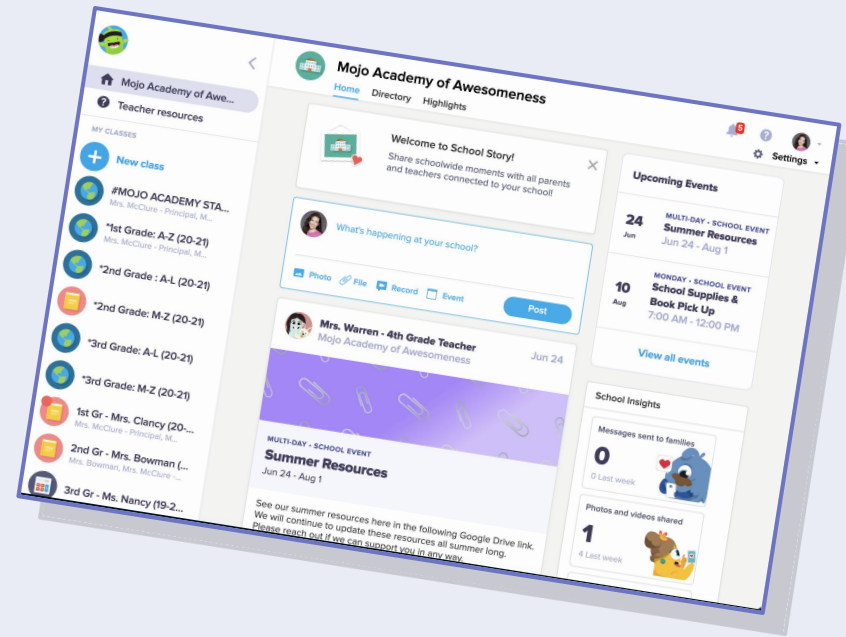 Mojo Academy of Awe...
Teacher resources
MY CLASSES
New class
#MOJO ACADEMY STA...
Mrs. McClure - Principal, M...
*1st Grade: A-Z (20-21)
Mrs. McClure - Principal, M...
*2nd Grade : A-L (20-21)
*2nd Grade: M-Z (20-21)
*3rd Grade: A-L (20-21)
*3rd Grade: M-Z (20-21)
1st Gr - Mrs. Clancy (20-...
Mrs. McClure - Principal, M...
2nd Gr - Mrs. Bowman (...
Mrs. Bowman, Mrs. McClure -...
3rd Gr - Ms. Nancy (19-2...
Mojo Academy of Awesomeness
Home Directory Highlights
5
Settings
Welcome to School Story!
Share schoolwide moments with all parents
and teachers connected to your school!
What's happening at your school?
Photo File Record Event
Post
Mrs. Warren - 4th Grade Teacher
Mojo Academy of Awesomeness
Jun 24
MULTI-DAY • SCHOOL EVENT
Summer Resources
Jun 24 - Aug 1
See our summer resources here in the following Google Drive link.
We will continue to update these resources all summer long.
Please reach out if we can support you in any way.
Upcoming Events
24
Jun
MULTI-DAY • SCHOOL EVENT
Summer Resources
Jun 24 - Aug 1
10
Aug
MONDAY • SCHOOL EVENT
School Supplies &
Book Pick Up
7:00 AM - 12:00 PM
View all events
School Insights
Messages sent to families
0
0 Last week
Photos and videos shared
1
4 Last week